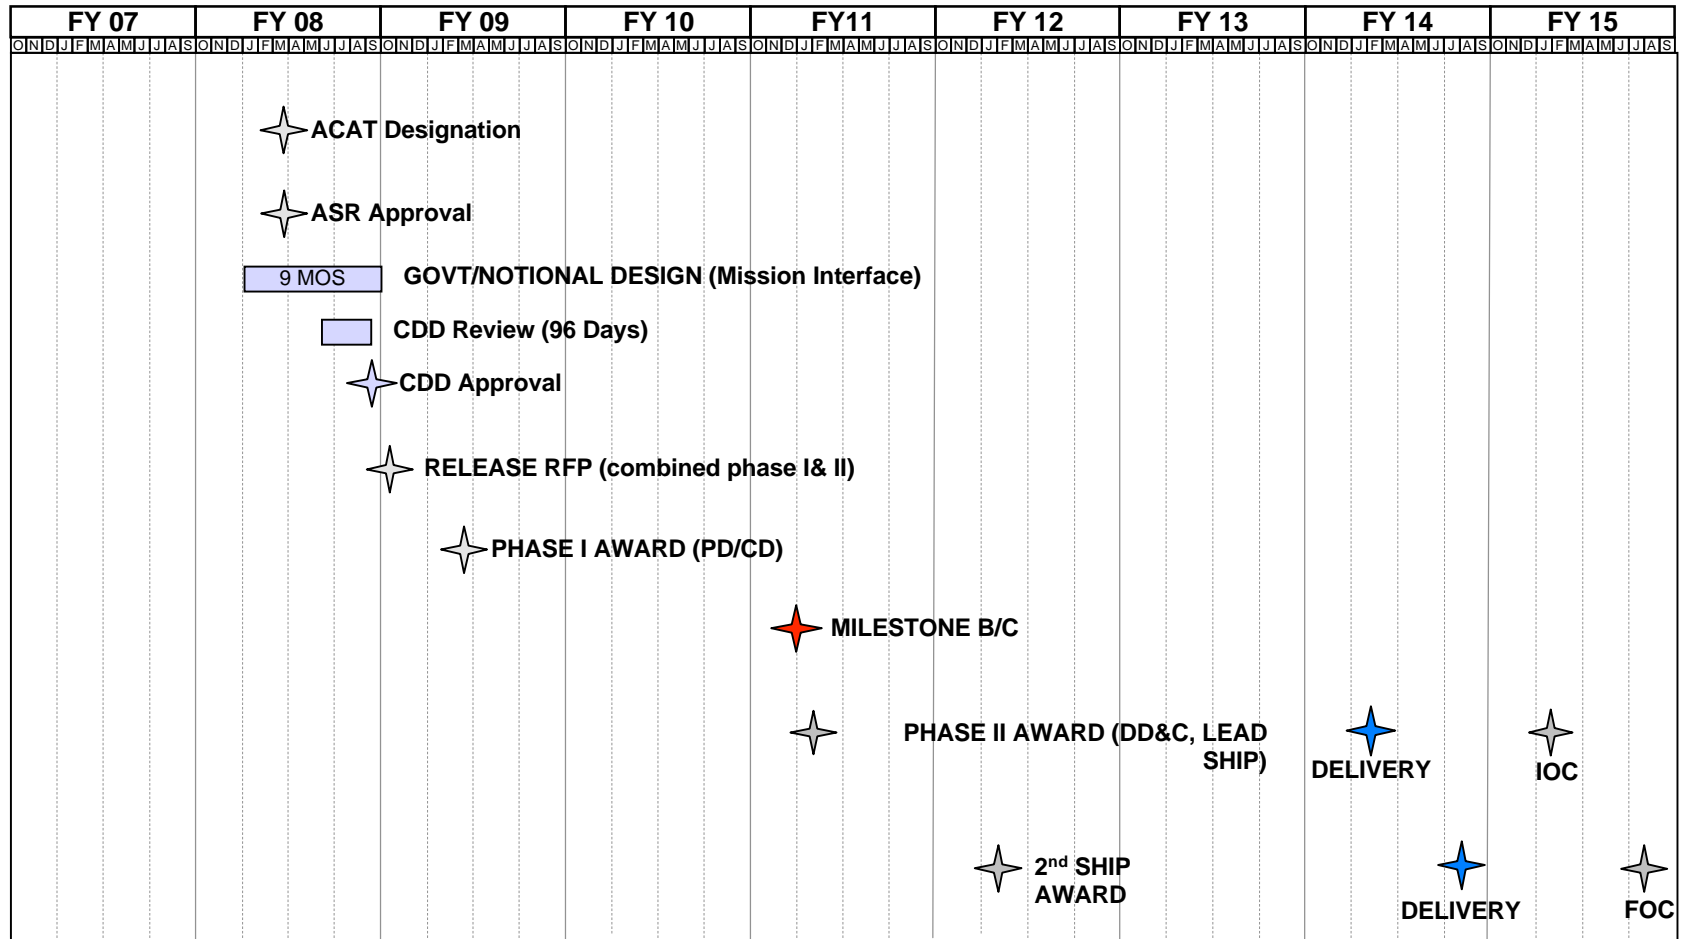 FY 07 FY 08 FY 09 FY 10 FY11 FY 12 FY 13 FY 14 FY 15
O N D J F M A M J J A S O N D J F M A M J J A S O N D J F M A M J J A S O N D J F M A M J J A S O N D J F M A M J J A S O N D J F M A M J J A S O N D J F M A M J J A S O N D J F M A M J J A S O N D J F M A M J J A S
ACAT Designation
ASR Approval
9 MOS GOVT/NOTIONAL DESIGN (Mission Interface)
CDD Review (96 Days)
CDD Approval
RELEASE RFP (combined phase I& II)
PHASE I AWARD (PD/CD)
MILESTONE B/C
PHASE II AWARD (DD&C, LEAD
SHIP)
DELIVERY IOC
2nd SHIP
AWARD
DELIVERY FOC